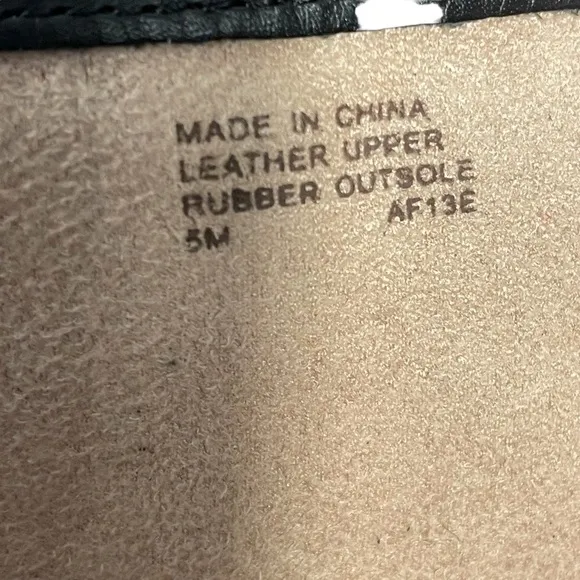 MADE IN CHINA
LEATHER UPPER
RUBBER OUTSOLE
5M AF13E